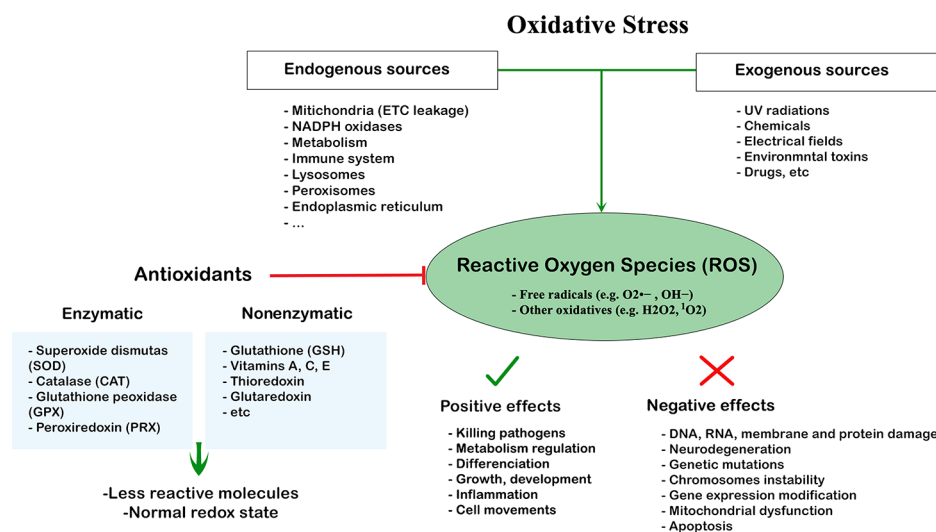 Oxidative Stress
Endogenous sources
- Mitichondria (ETC leakage)
- NADPH oxidases
- Metabolism
- Immune system
- Lysosomes
- Peroxisomes
- Endoplasmic reticulum
- ...
Exogenous sources
- UV radiations
- Chemicals
- Electrical fields
- Environmntal toxins
- Drugs, etc
Reactive Oxygen Species (ROS)
- Free radicals (e.g. O2•− , OH−)
- Other oxidatives (e.g. H2O2, ¹O2)
Antioxidants
Enzymatic
- Superoxide dismutas
(SOD)
- Catalase (CAT)
- Glutathione peoxidase
(GPX)
- Peroxiredoxin (PRX)
Nonenzymatic
- Glutathione (GSH)
- Vitamins A, C, E
- Thioredoxin
- Glutaredoxin
- etc
-Less reactive molecules
-Normal redox state
Positive effects
- Killing pathogens
- Metabolism regulation
- Differenciation
- Growth, development
- Inflammation
- Cell movements
Negative effects
- DNA, RNA, membrane and protein damage
- Neurodegeneration
- Genetic mutations
- Chromosomes instability
- Gene expression modification
- Mitochondrial dysfunction
- Apoptosis